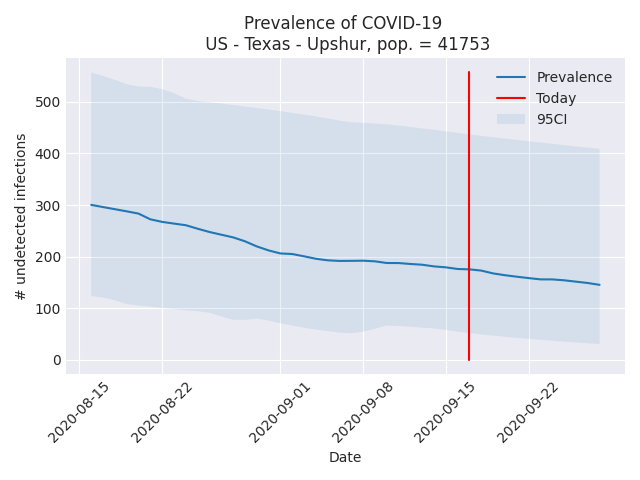 Prevalence of COVID-19
US - Texas - Upshur, pop. = 41753
Prevalence
Today
95CI
# undetected infections
500
400
300
200
100
0
2020-08-15
2020-08-22
2020-09-01
2020-09-08
2020-09-15
2020-09-22
Date